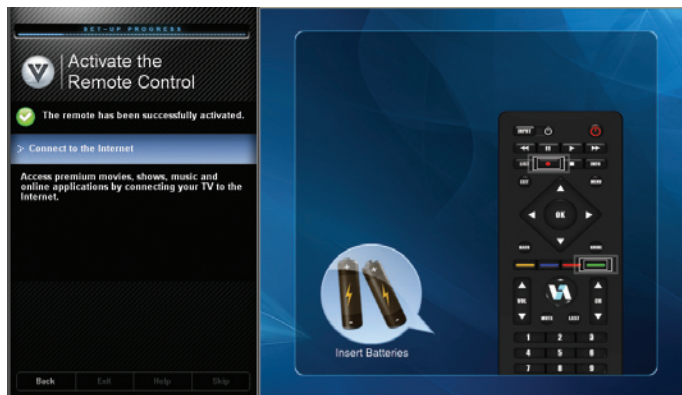 SET-UP PROGRESS
Activate the
Remote Control
The remote has been successfully activated.
> Connect to the Internet
Access premium movies, shows, music and
online applications by connecting your TV to the
Internet.
Back Exit Help Skip
Insert Batteries
INPUT
INFO
EXIT MENU
OK
BACK GUIDE
VOL CH
MUTE LAST
1 2 3
4 5 6
7 8 9